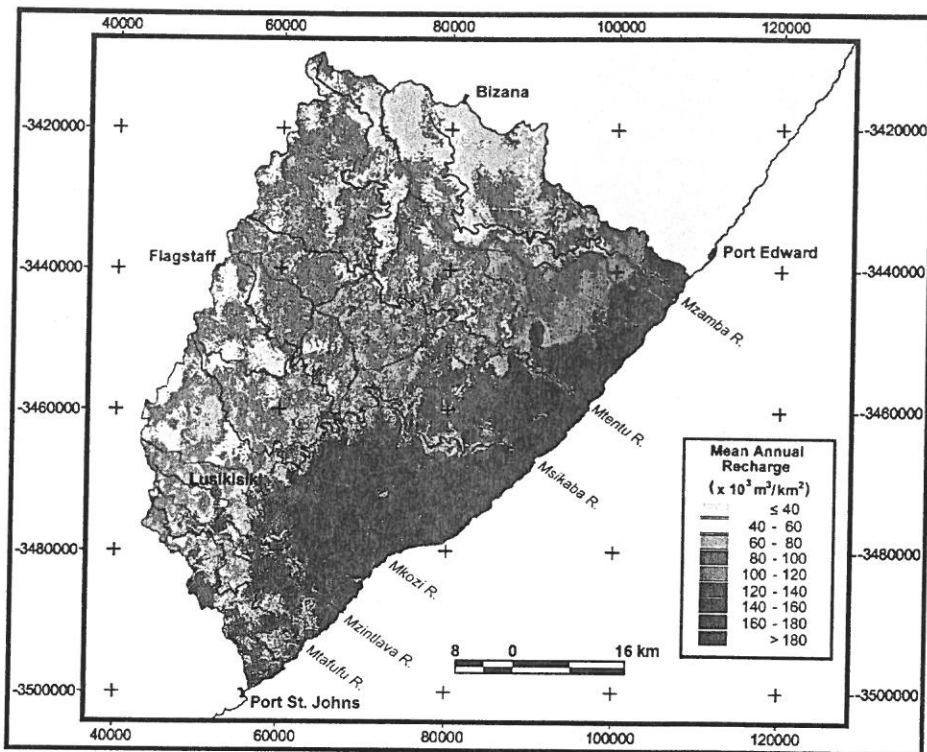 40000 60000 80000 100000 120000
Bizana
-3420000 -3420000
Port Edward
Flagstaff
-3440000 -3440000
Mzamba R.
-3460000 -3460000
Mtentu R.
Mean Annual
Recharge
(x 10³ m³/km²)
≤ 40
40 - 60
60 - 80
80 - 100
100 - 120
120 - 140
140 - 160
160 - 180
> 180
Msikaba R.
Lusikisiki
-3480000 -3480000
Mkozi R.
Mzintlava R.
Mtafufu R.
8 0 16 km
-3500000 -3500000
Port St. Johns
40000 60000 80000 100000 120000